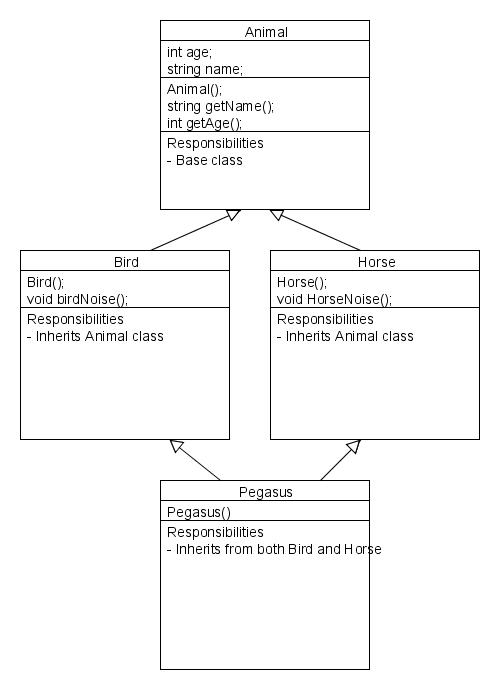 Animal
int age;
string name;
Animal();
string getName();
int getAge();
Responsibilities
- Base class
Bird
Bird();
void birdNoise();
Responsibilities
- Inherits Animal class
Horse
Horse();
void HorseNoise();
Responsibilities
- Inherits Animal class
Pegasus
Pegasus()
Responsibilities
- Inherits from both Bird and Horse